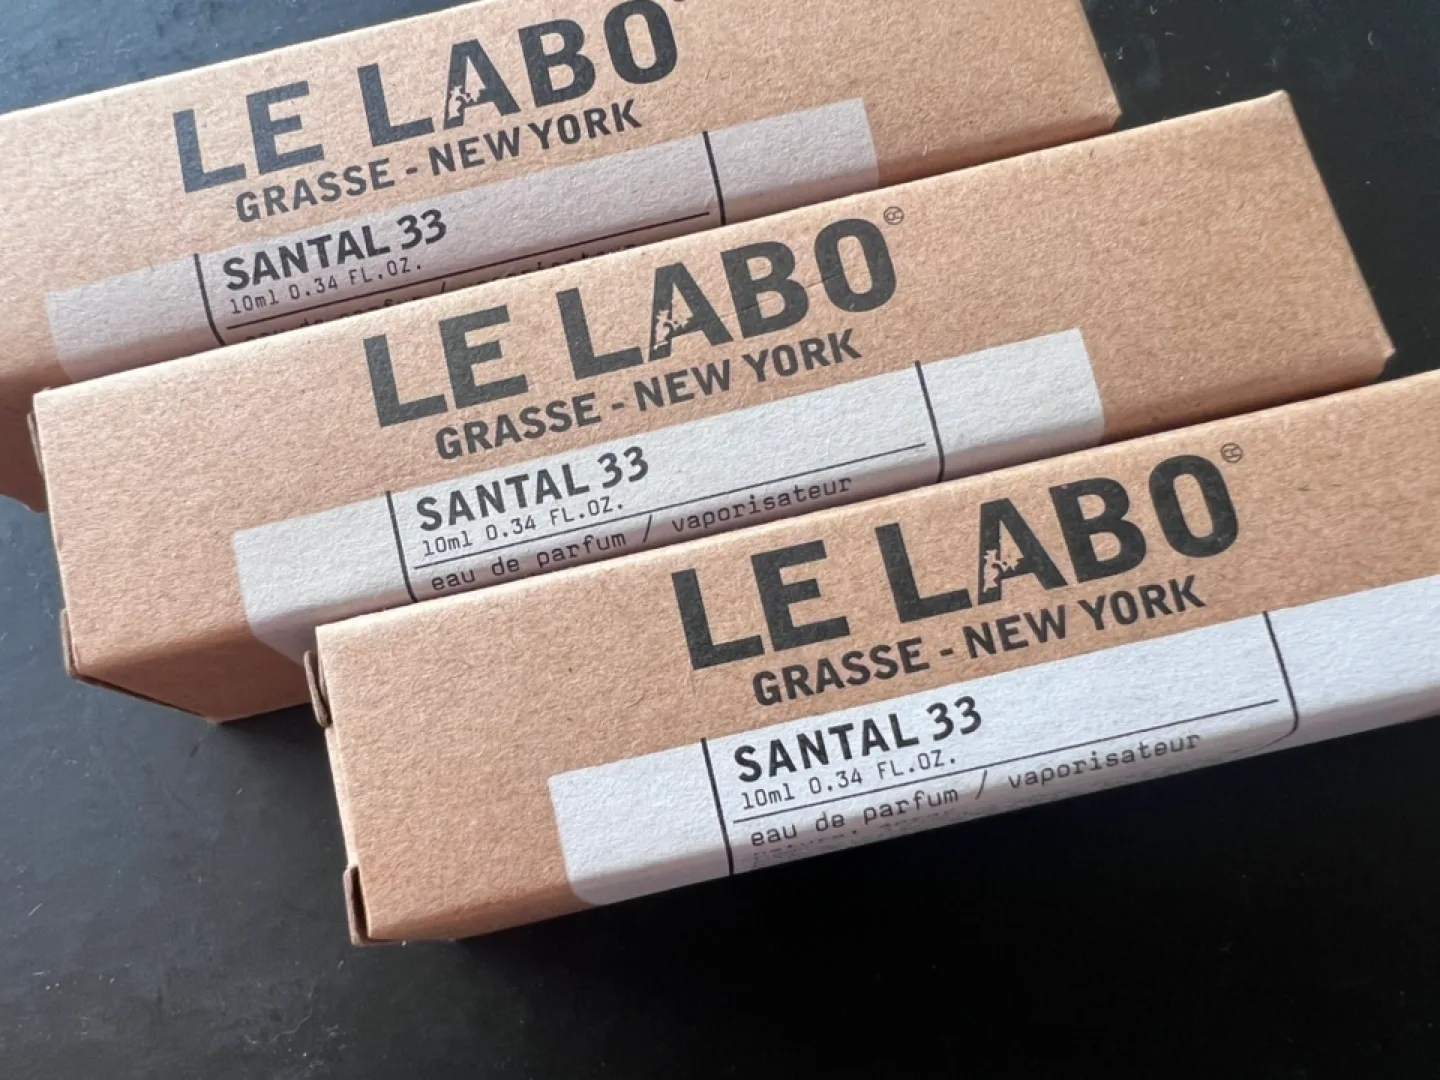 LE LABO
GRASSE - NEW YORK
SANTAL 33
10ml 0.34 FL.OZ.
LE LABO
GRASSE - NEW YORK
SANTAL 33
10ml 0.34 FL.OZ.
eau de parfum / vaporisateur
LE LABO
GRASSE - NEW YORK
SANTAL 33
10ml 0.34 FL.OZ.
eau de parfum / vaporisateur